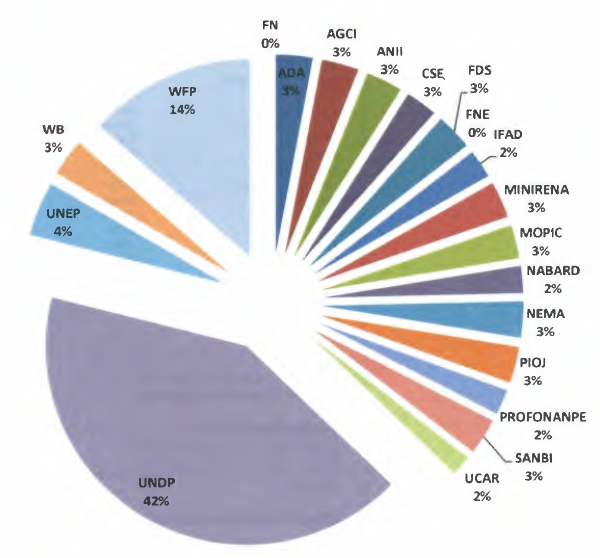 FN
0%
ADA
3%
AGCI
3%
ANII
3%
CSE
3%
FDS
3%
FNE
0%
IFAD
2%
MINIRENA
3%
MOPIC
3%
NABARD
2%
NEMA
3%
PIOJ
3%
PROFONANPE
2%
SANBI
3%
UCAR
2%
UNDP
42%
UNEP
4%
WB
3%
WFP
14%